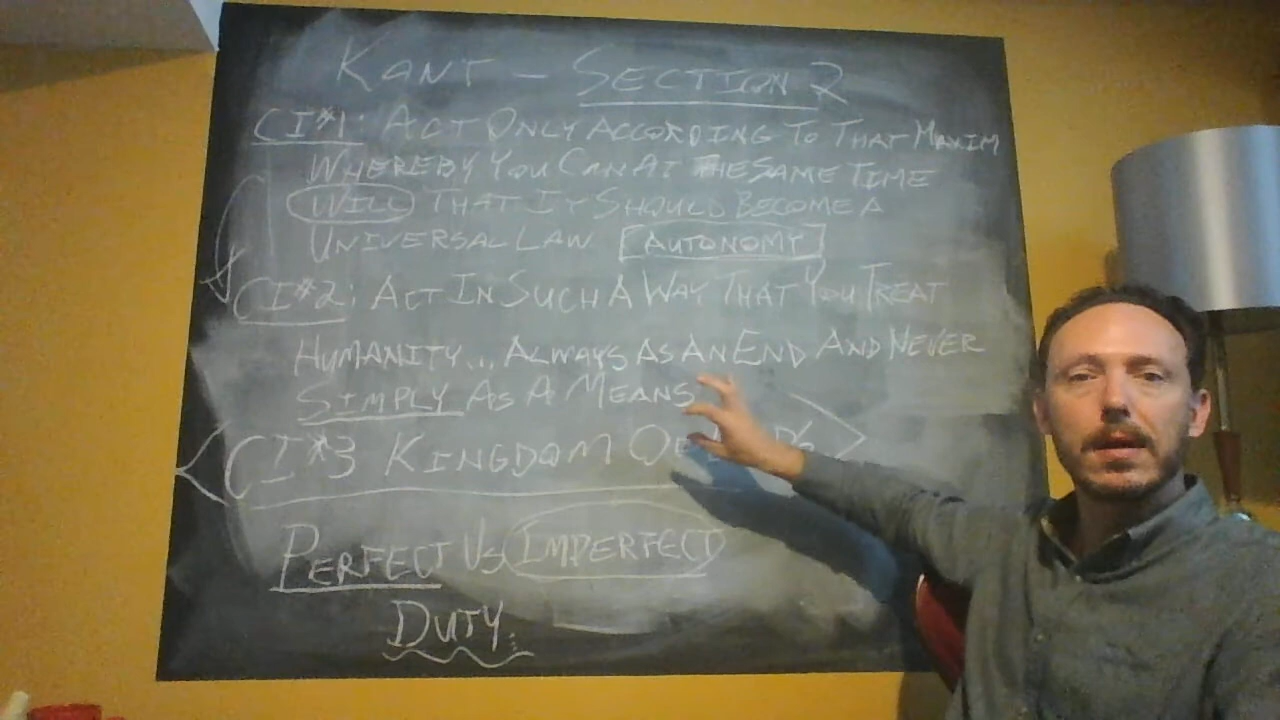 KANT - SECTION 2
CI#1: ACT ONLY ACCORDING TO THAT MAXIM
WHEREBY YOU CAN AT THE SAME TIME
WILL THAT IT SHOULD BECOME A
UNIVERSAL LAW AUTONOMY
CI#2: ACT IN SUCH A WAY THAT YOU TREAT
HUMANITY... ALWAYS AS AN END AND NEVER
SIMPLY AS A MEANS
CI#3 KINGDOM
PERFECT VS IMPERFECT
DUTY